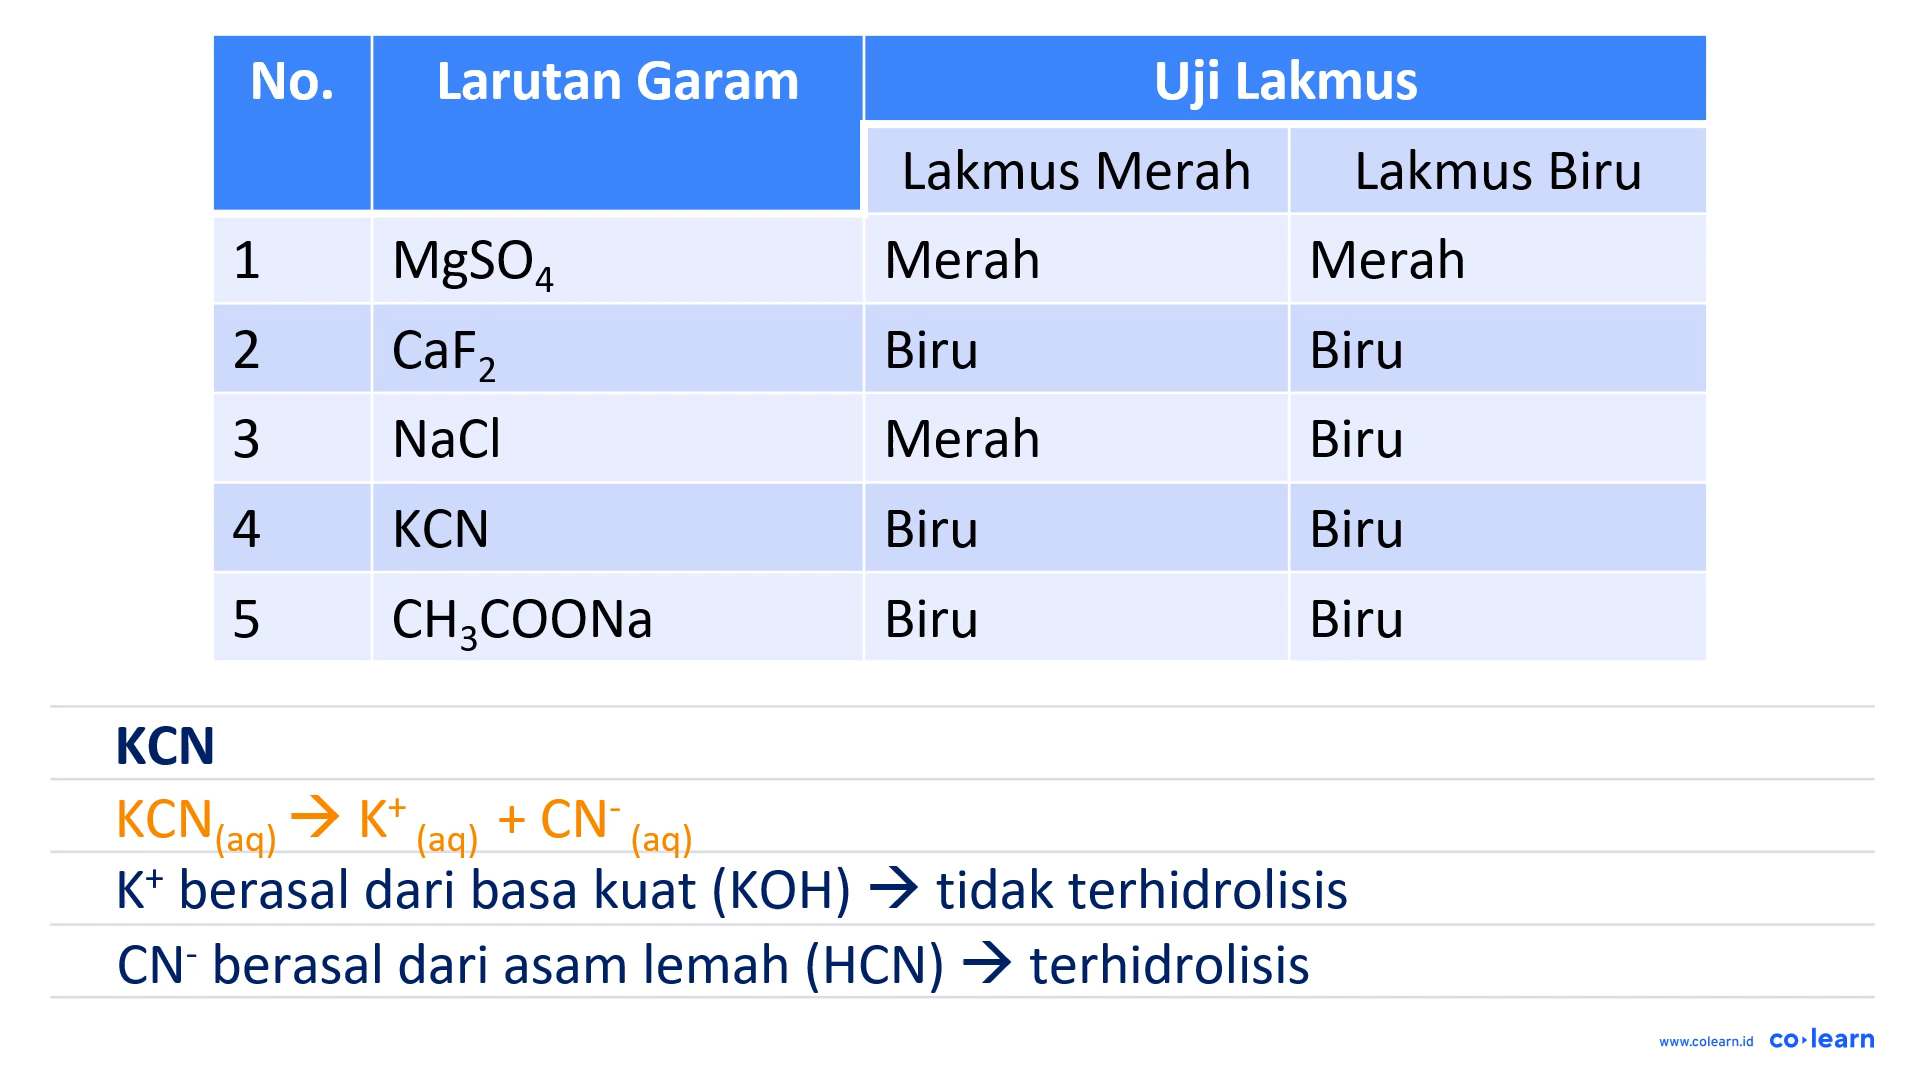 No. Larutan Garam Uji Lakmus
Lakmus Merah Lakmus Biru
1 MgSO₄ Merah Merah
2 CaF₂ Biru Biru
3 NaCl Merah Biru
4 KCN Biru Biru
5 CH₃COONa Biru Biru
KCN
KCN(aq) → K⁺ (aq) + CN⁻ (aq)
K⁺ berasal dari basa kuat (KOH) → tidak terhidrolisis
CN⁻ berasal dari asam lemah (HCN) → terhidrolisis
www.colearn.id co‣learn